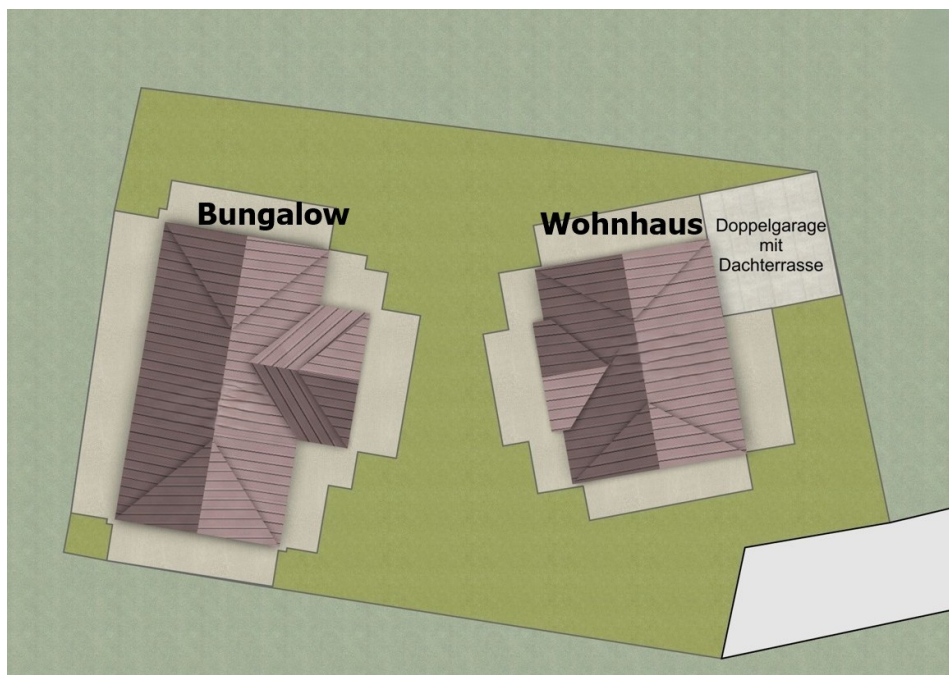 Bungalow
Wohnhaus
Doppelgarage
mit
Dachterrasse